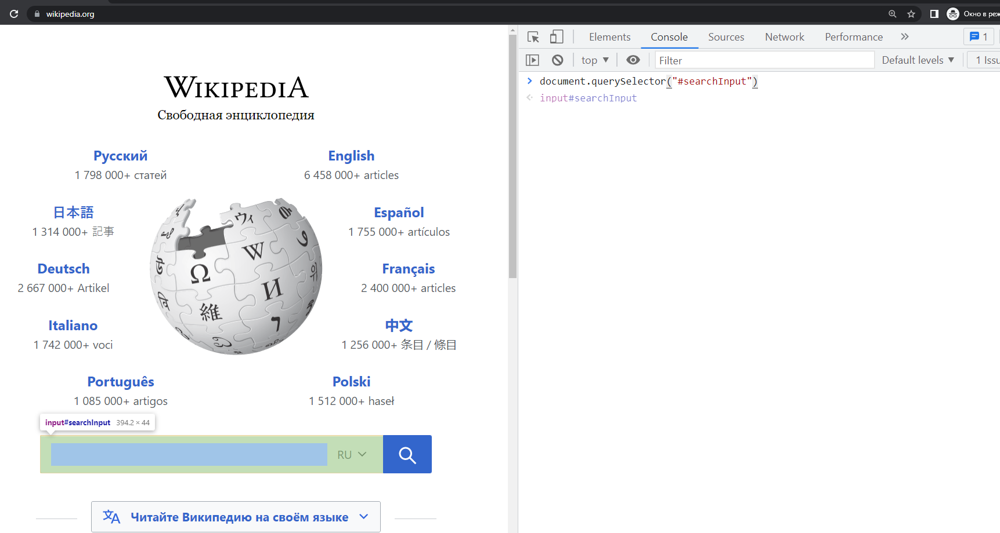 wikipedia.org
Окно в реж
WIKIPEDIA
Свободная энциклопедия
Русский
1 798 000+ статей
English
6 458 000+ articles
日本語
1 314 000+ 記事
Español
1 755 000+ artículos
Deutsch
2 667 000+ Artikel
Français
2 400 000+ articles
Italiano
1 742 000+ voci
中文
1 256 000+ 条目 / 條目
Português
1 085 000+ artigos
Polski
1 512 000+ haseł
Ω
W
И
維
ウィ
input#searchInput 394.2 × 44
RU
Читайте Википедию на своём языке
Elements Console Sources Network Performance 1
top Filter Default levels 1 Issu
document.querySelector("#searchInput")
input#searchInput